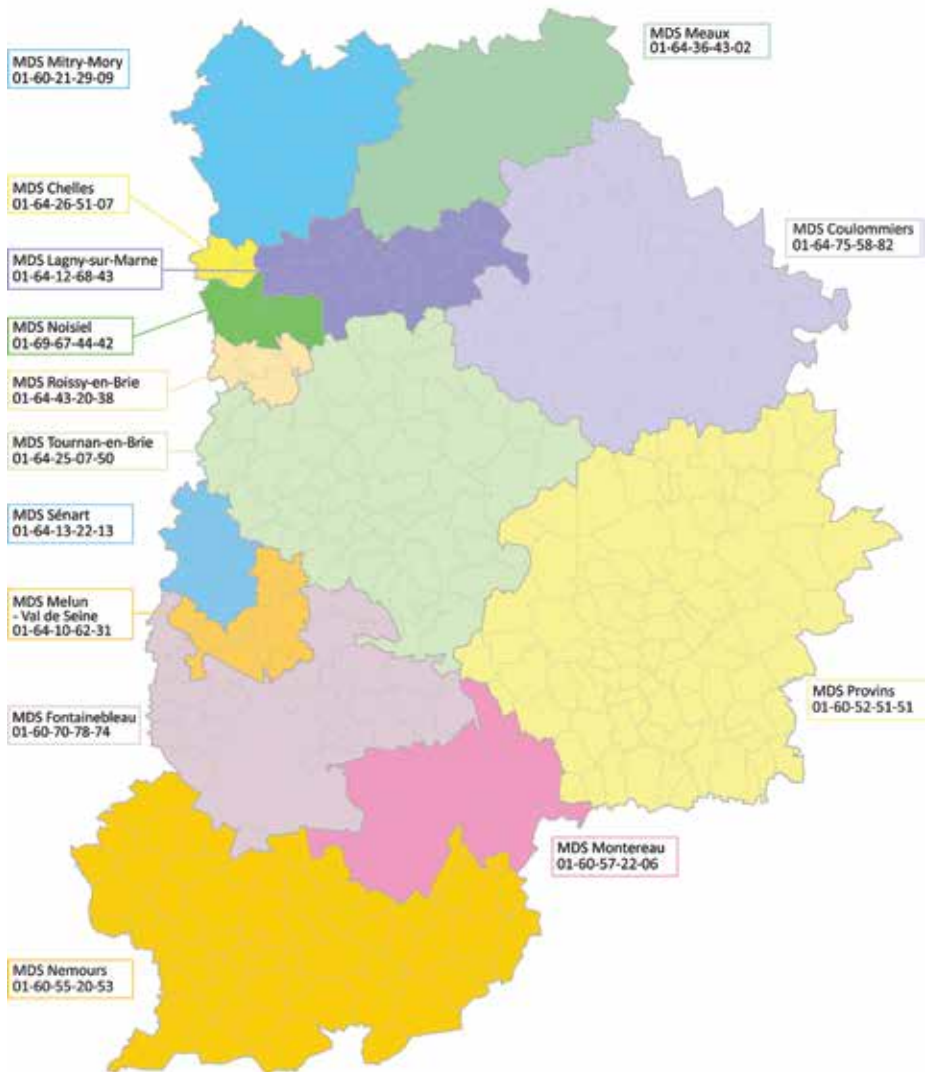 MDS Mitry-Mory
01-60-21-29-09
MDS Meaux
01-64-36-43-02
MDS Chelles
01-64-26-51-07
MDS Coulommiers
01-64-75-58-82
MDS Lagny-sur-Marne
01-64-12-68-43
MDS Noisiel
01-69-67-44-42
MDS Roissy-en-Brie
01-64-43-20-38
MDS Tournan-en-Brie
01-64-25-07-50
MDS Sénart
01-64-13-22-13
MDS Melun
- Val de Seine
01-64-10-62-31
MDS Provins
01-60-52-51-51
MDS Fontainebleau
01-60-70-78-74
MDS Montereau
01-60-57-22-06
MDS Nemours
01-60-55-20-53